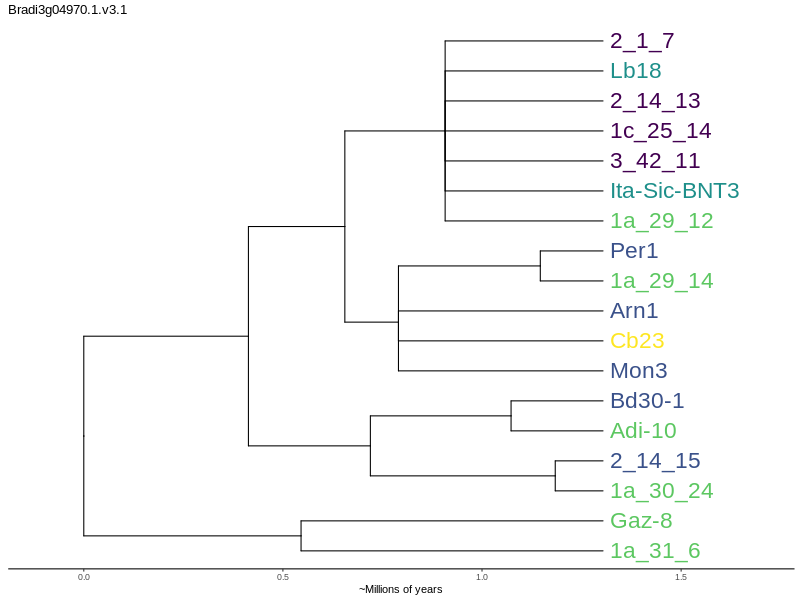 Bradi3g04970.1.v3.1
2_1_7
Lb18
2_14_13
1c_25_14
3_42_11
Ita-Sic-BNT3
1a_29_12
Per1
1a_29_14
Arn1
Cb23
Mon3
Bd30-1
Adi-10
2_14_15
1a_30_24
Gaz-8
1a_31_6
0.0 0.5 1.0 1.5
~Millions of years